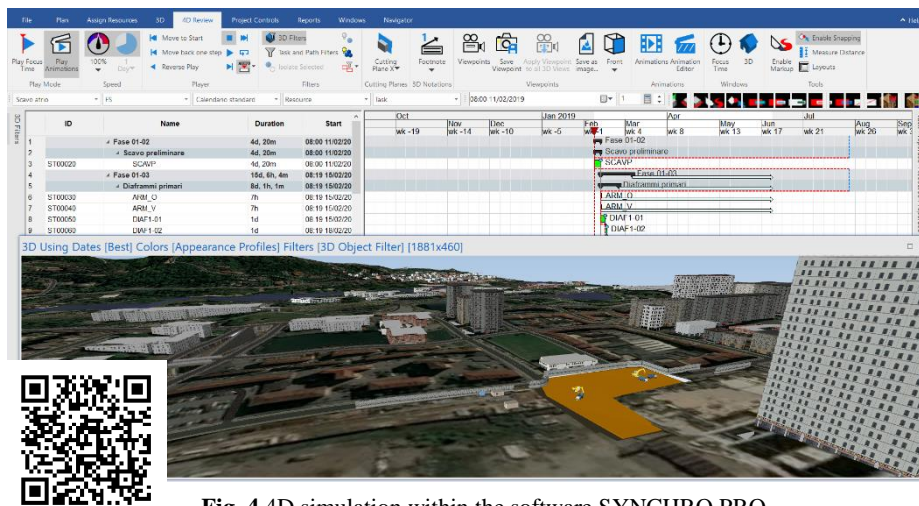 File Plan Assign Resources 3D 4D Review Project Controls Reports Windows Navigator
Move to Start 3D Filters Enable Snapping
Move back one step Task and Path Filters Measure Distance
Reverse Play Isolate Selected Layouts
Play Focus Time Play Animations 100% 1 Day Cutting Plane X Footnote Viewpoints Save Viewpoint Apply Viewpoint to all 3D Movie Save as image... Front Animations Animation Editor Focus Time 3D Enable Markup
Play Mode Speed Player Filters Cutting Planes 3D Notations Viewpoints Animations Windows Tools
Scavo atrio FS Calendario standard Resource Task 08:00 11/02/2019 1
3D Filters
ID Name Duration Start
Oct Jan 2019 Apr Jul
Nov Dec Feb Mar May Jun Aug Sep
wk -19 wk -14 wk -10 wk -5 wk 4 wk 8 wk 13 wk 17 wk 21 wk 26
1 Fase 01-02 4d, 20m 08:00 11/02/20 Fase 01-02
2 Scavo preliminare 4d, 20m 08:00 11/02/20 Scavo preliminare
3 ST00020 SCAVP 4d, 20m 08:00 11/02/20 SCAVP
4 Fase 01-03 15d, 6h, 4m 08:19 15/02/20 Fase 01-03
5 Diaframmi primari 8d, 1h, 1m 08:19 15/02/20 Diaframmi primari
6 ST00030 ARM_O 7h 08:19 15/02/20 ARM_O
7 ST00040 ARM_V 7h 08:19 15/02/20 ARM_V
8 ST00050 DIAF1-01 1d 08:19 15/02/20 DIAF1-01
9 ST00060 DIAF1-02 1d 08:19 18/02/20 DIAF1-02
3D Using Dates [Best] Colors [Appearance Profiles] Filters [3D Object Filter] [1881x460]
Fig. 4 4D simulation within the software SYNCHRO PRO